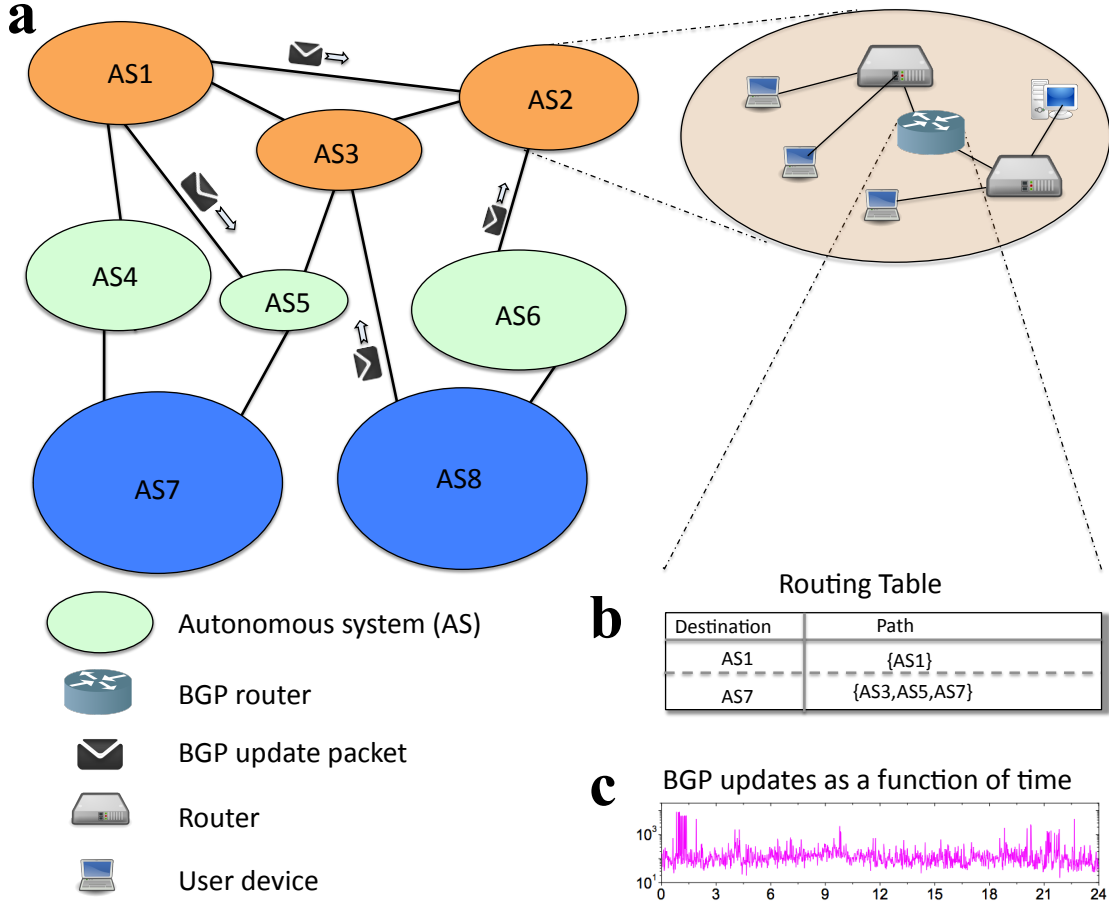 a
AS1
AS2
AS3
AS4
AS5
AS6
AS7
AS8
Autonomous system (AS)
BGP router
BGP update packet
Router
User device
Routing Table
b
Destination Path
AS1 {AS1}
AS7 {AS3,AS5,AS7}
c
BGP updates as a function of time
10³
10¹
0 3 6 9 12 15 18 21 24